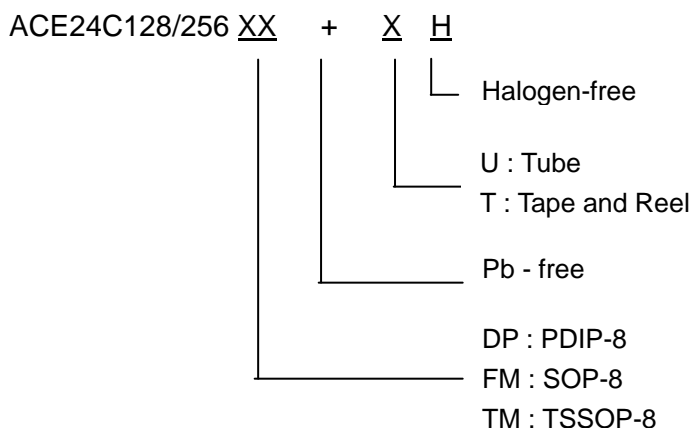 ACE24C128/256 XX + X H
Halogen-free
U : Tube
T : Tape and Reel
Pb - free
DP : PDIP-8
FM : SOP-8
TM : TSSOP-8